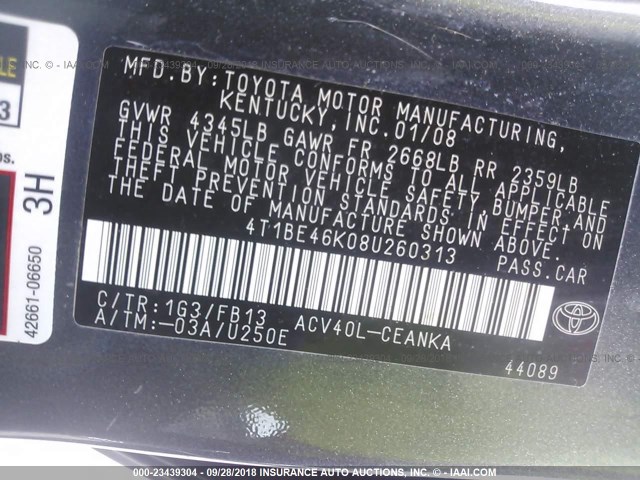 MFD.BY:TOYOTA MOTOR MANUFACTURING,
KENTUCKY,INC.01/08
GVWR 4345LB GAWR FR 2668LB RR 2359LB
THIS VEHICLE CONFORMS TO ALL APPLICABLE
FEDERAL MOTOR VEHICLE SAFETY,BUMPER AND
THEFT PREVENTION STANDARDS IN EFFECT ON
THE DATE OF MANUFACTURE SHOWN ABOVE.
4T1BE46K08U260313 PASS.CAR
C/TR:1G3/FB13
A/TM:-03A/U250E
ACV40L-CEANKA
TOYOTA
44089
3H
42661-06650
000-23439304 - 09/28/2018 - INSURANCE AUTO AUCTIONS - IAAI.COM